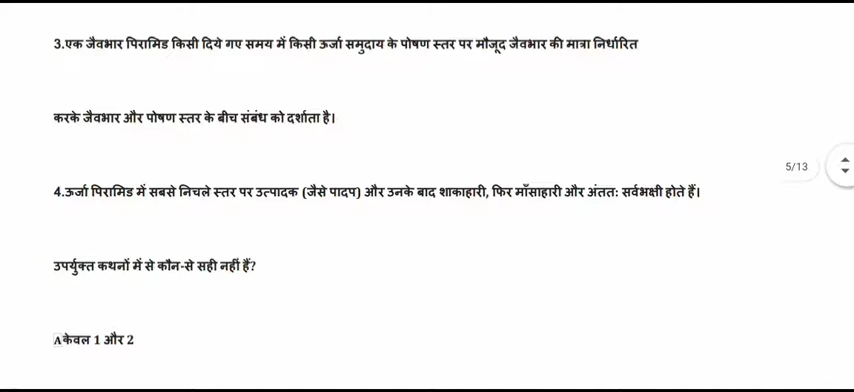 3.एक जैवभार पिरामिड किसी दिये गए समय में किसी ऊर्जा समुदाय के पोषण स्तर पर मौजूद जैवभार की मात्रा निर्धारित
करके जैवभार और पोषण स्तर के बीच संबंध को दर्शाता है।
5/13
4.ऊर्जा पिरामिड में सबसे निचले स्तर पर उत्पादक (जैसे पादप) और उनके बाद शाकाहारी, फिर माँसाहारी और अंततः सर्वभक्षी होते हैं।
उपर्युक्त कथनों में से कौन-से सही नहीं हैं?
Aकेवल 1 और 2